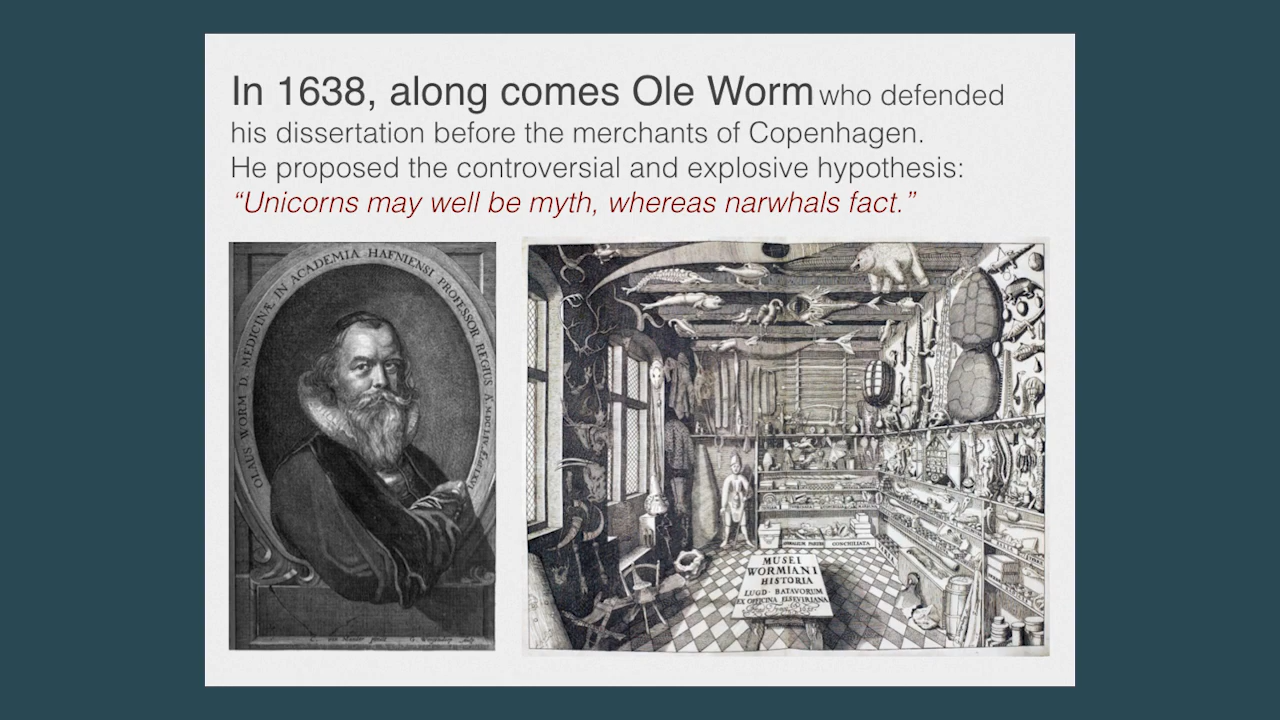 In 1638, along comes Ole Worm who defended
his dissertation before the merchants of Copenhagen.
He proposed the controversial and explosive hypothesis:
“Unicorns may well be myth, whereas narwhals fact.”
OLAUS WORM D. MEDICINÆ IN ACADEMIA HAFNIENSI PROFESSOR REGIUS
CONCHILIATA
MUSEI
WORMIANI
HISTORIA
LUGD-BATAVORUM
EX OFFICINA ELSEVIRIANA